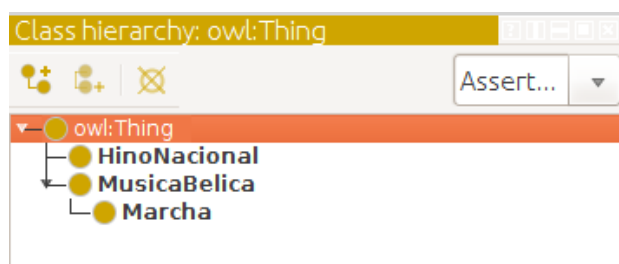 Class hierarchy: owl:Thing
Assert...
owl:Thing
HinoNacional
MusicaBelica
Marcha